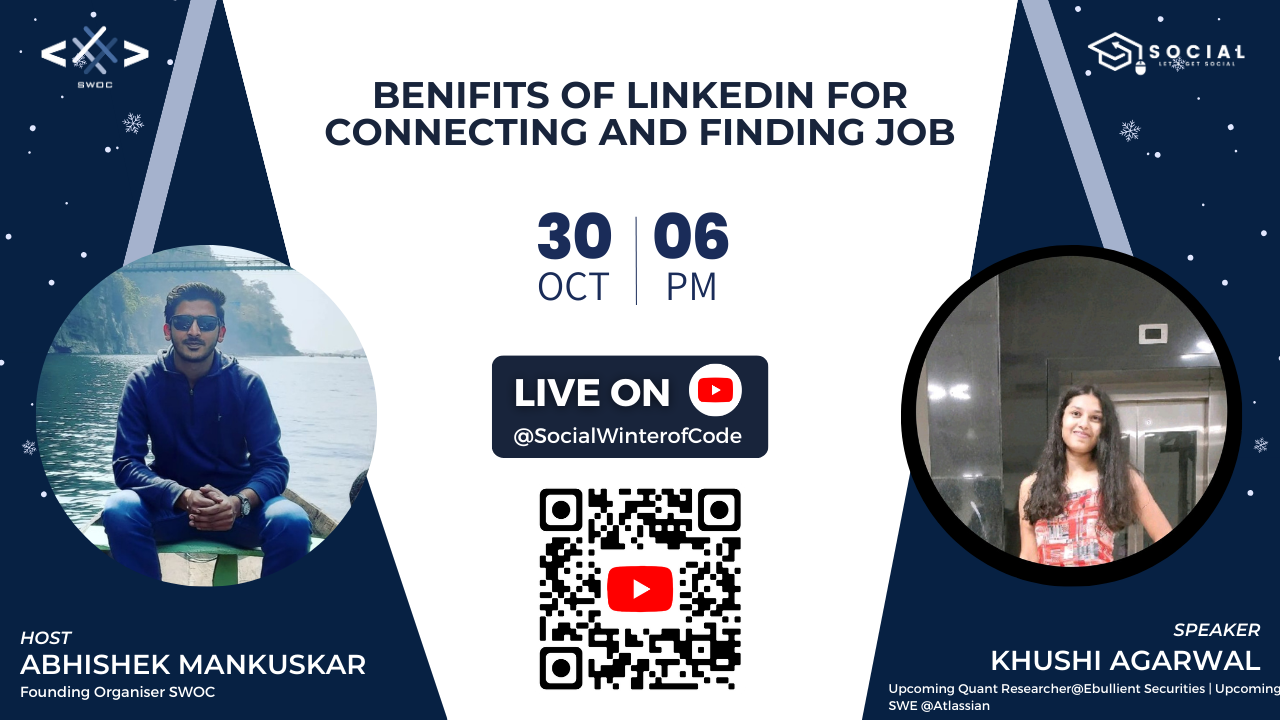 SWOC
SOCIAL
LETS GET SOCIAL
BENIFITS OF LINKEDIN FOR
CONNECTING AND FINDING JOB
30
OCT
06
PM
LIVE ON
@SocialWinterofCode
HOST
ABHISHEK MANKUSKAR
Founding Organiser SWOC
SPEAKER
KHUSHI AGARWAL
Upcoming Quant Researcher@Ebullient Securities | Upcoming
SWE @Atlassian